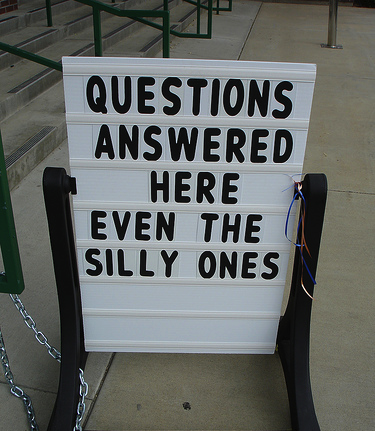 QUESTIONS
ANSWERED
HERE
EVEN THE
SILLY ONES